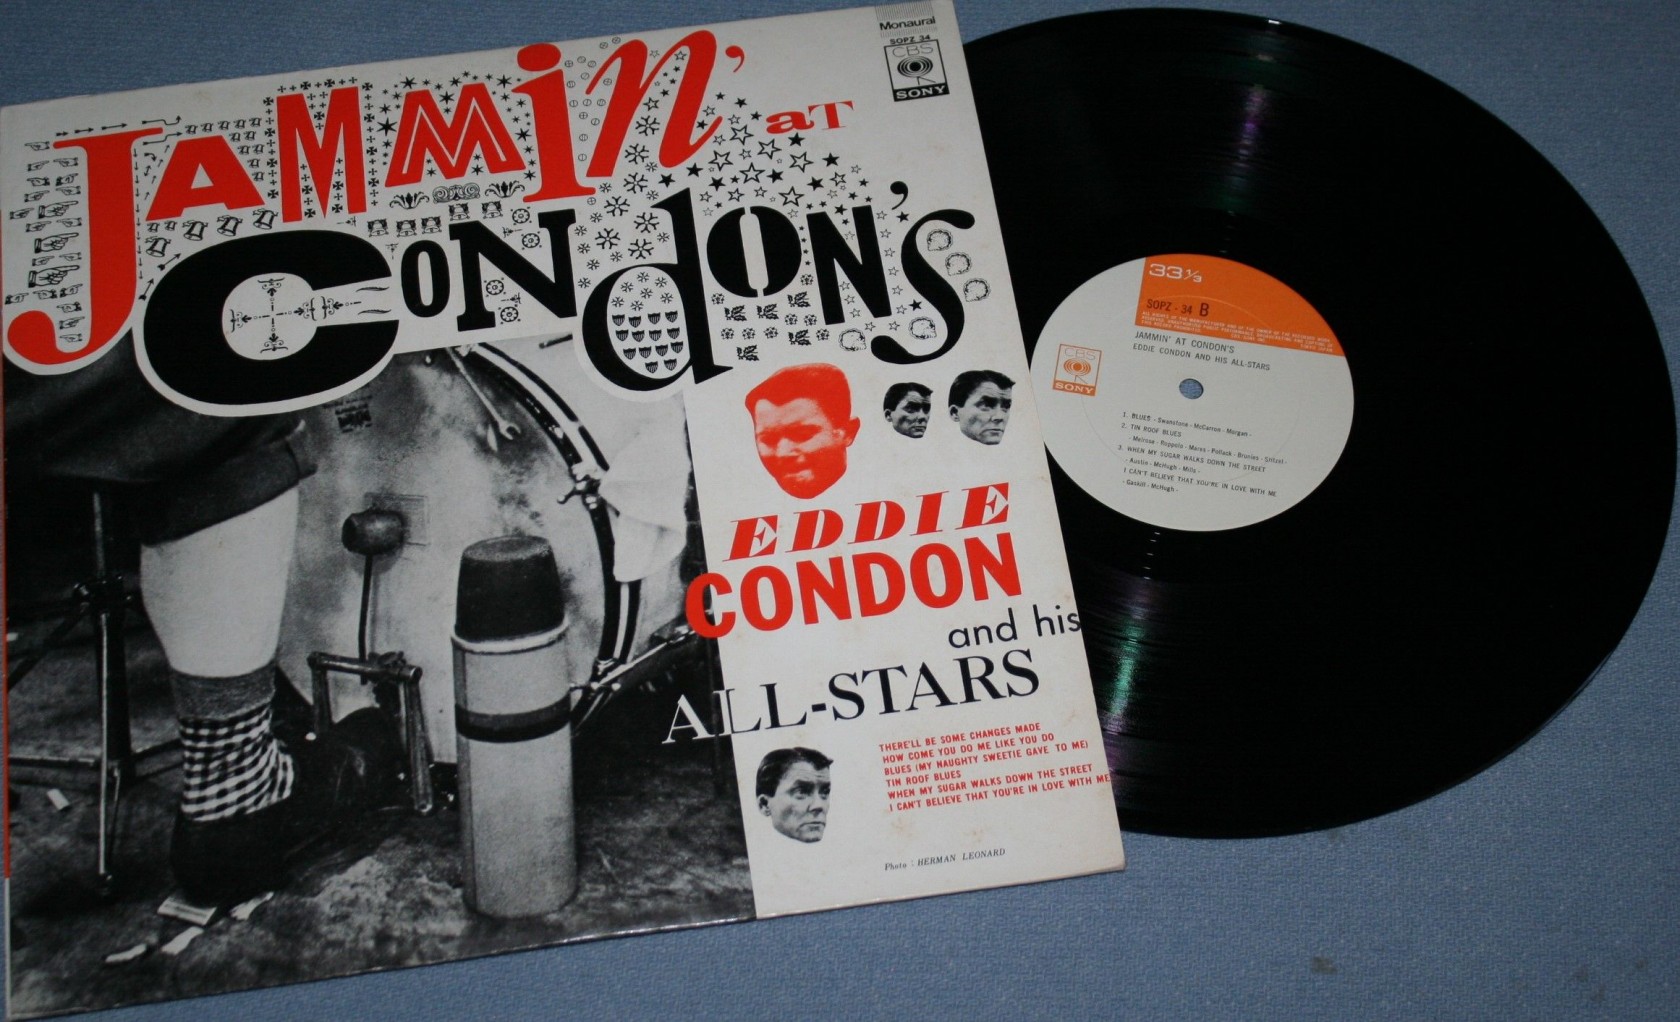 Monaural
SOPZ 34
CBS
SONY
JAMMIN' AT
CONDON'S
EDDIE
CONDON
and his
ALL-STARS
THERE'LL BE SOME CHANGES MADE
HOW COME YOU DO ME LIKE YOU DO
BLUES (MY NAUGHTY SWEETIE GAVE TO ME)
TIN ROOF BLUES
WHEN MY SUGAR WALKS DOWN THE STREET
I CAN'T BELIEVE THAT YOU'RE IN LOVE WITH ME
Photo : HERMAN LEONARD
33 1/3
SOPZ - 34 B
JAMMIN' AT CONDON'S
EDDIE CONDON AND HIS ALL-STARS
CBS
SONY
1. BLUES - Swanstone - McCarron - Morgan -
2. TIN ROOF BLUES
- Melrose - Roppolo - Mares - Pollack - Brunies - Stitzel -
3. WHEN MY SUGAR WALKS DOWN THE STREET
- Austin - McHugh - Mills -
I CAN'T BELIEVE THAT YOU'RE IN LOVE WITH ME
- Gaskill - McHugh -